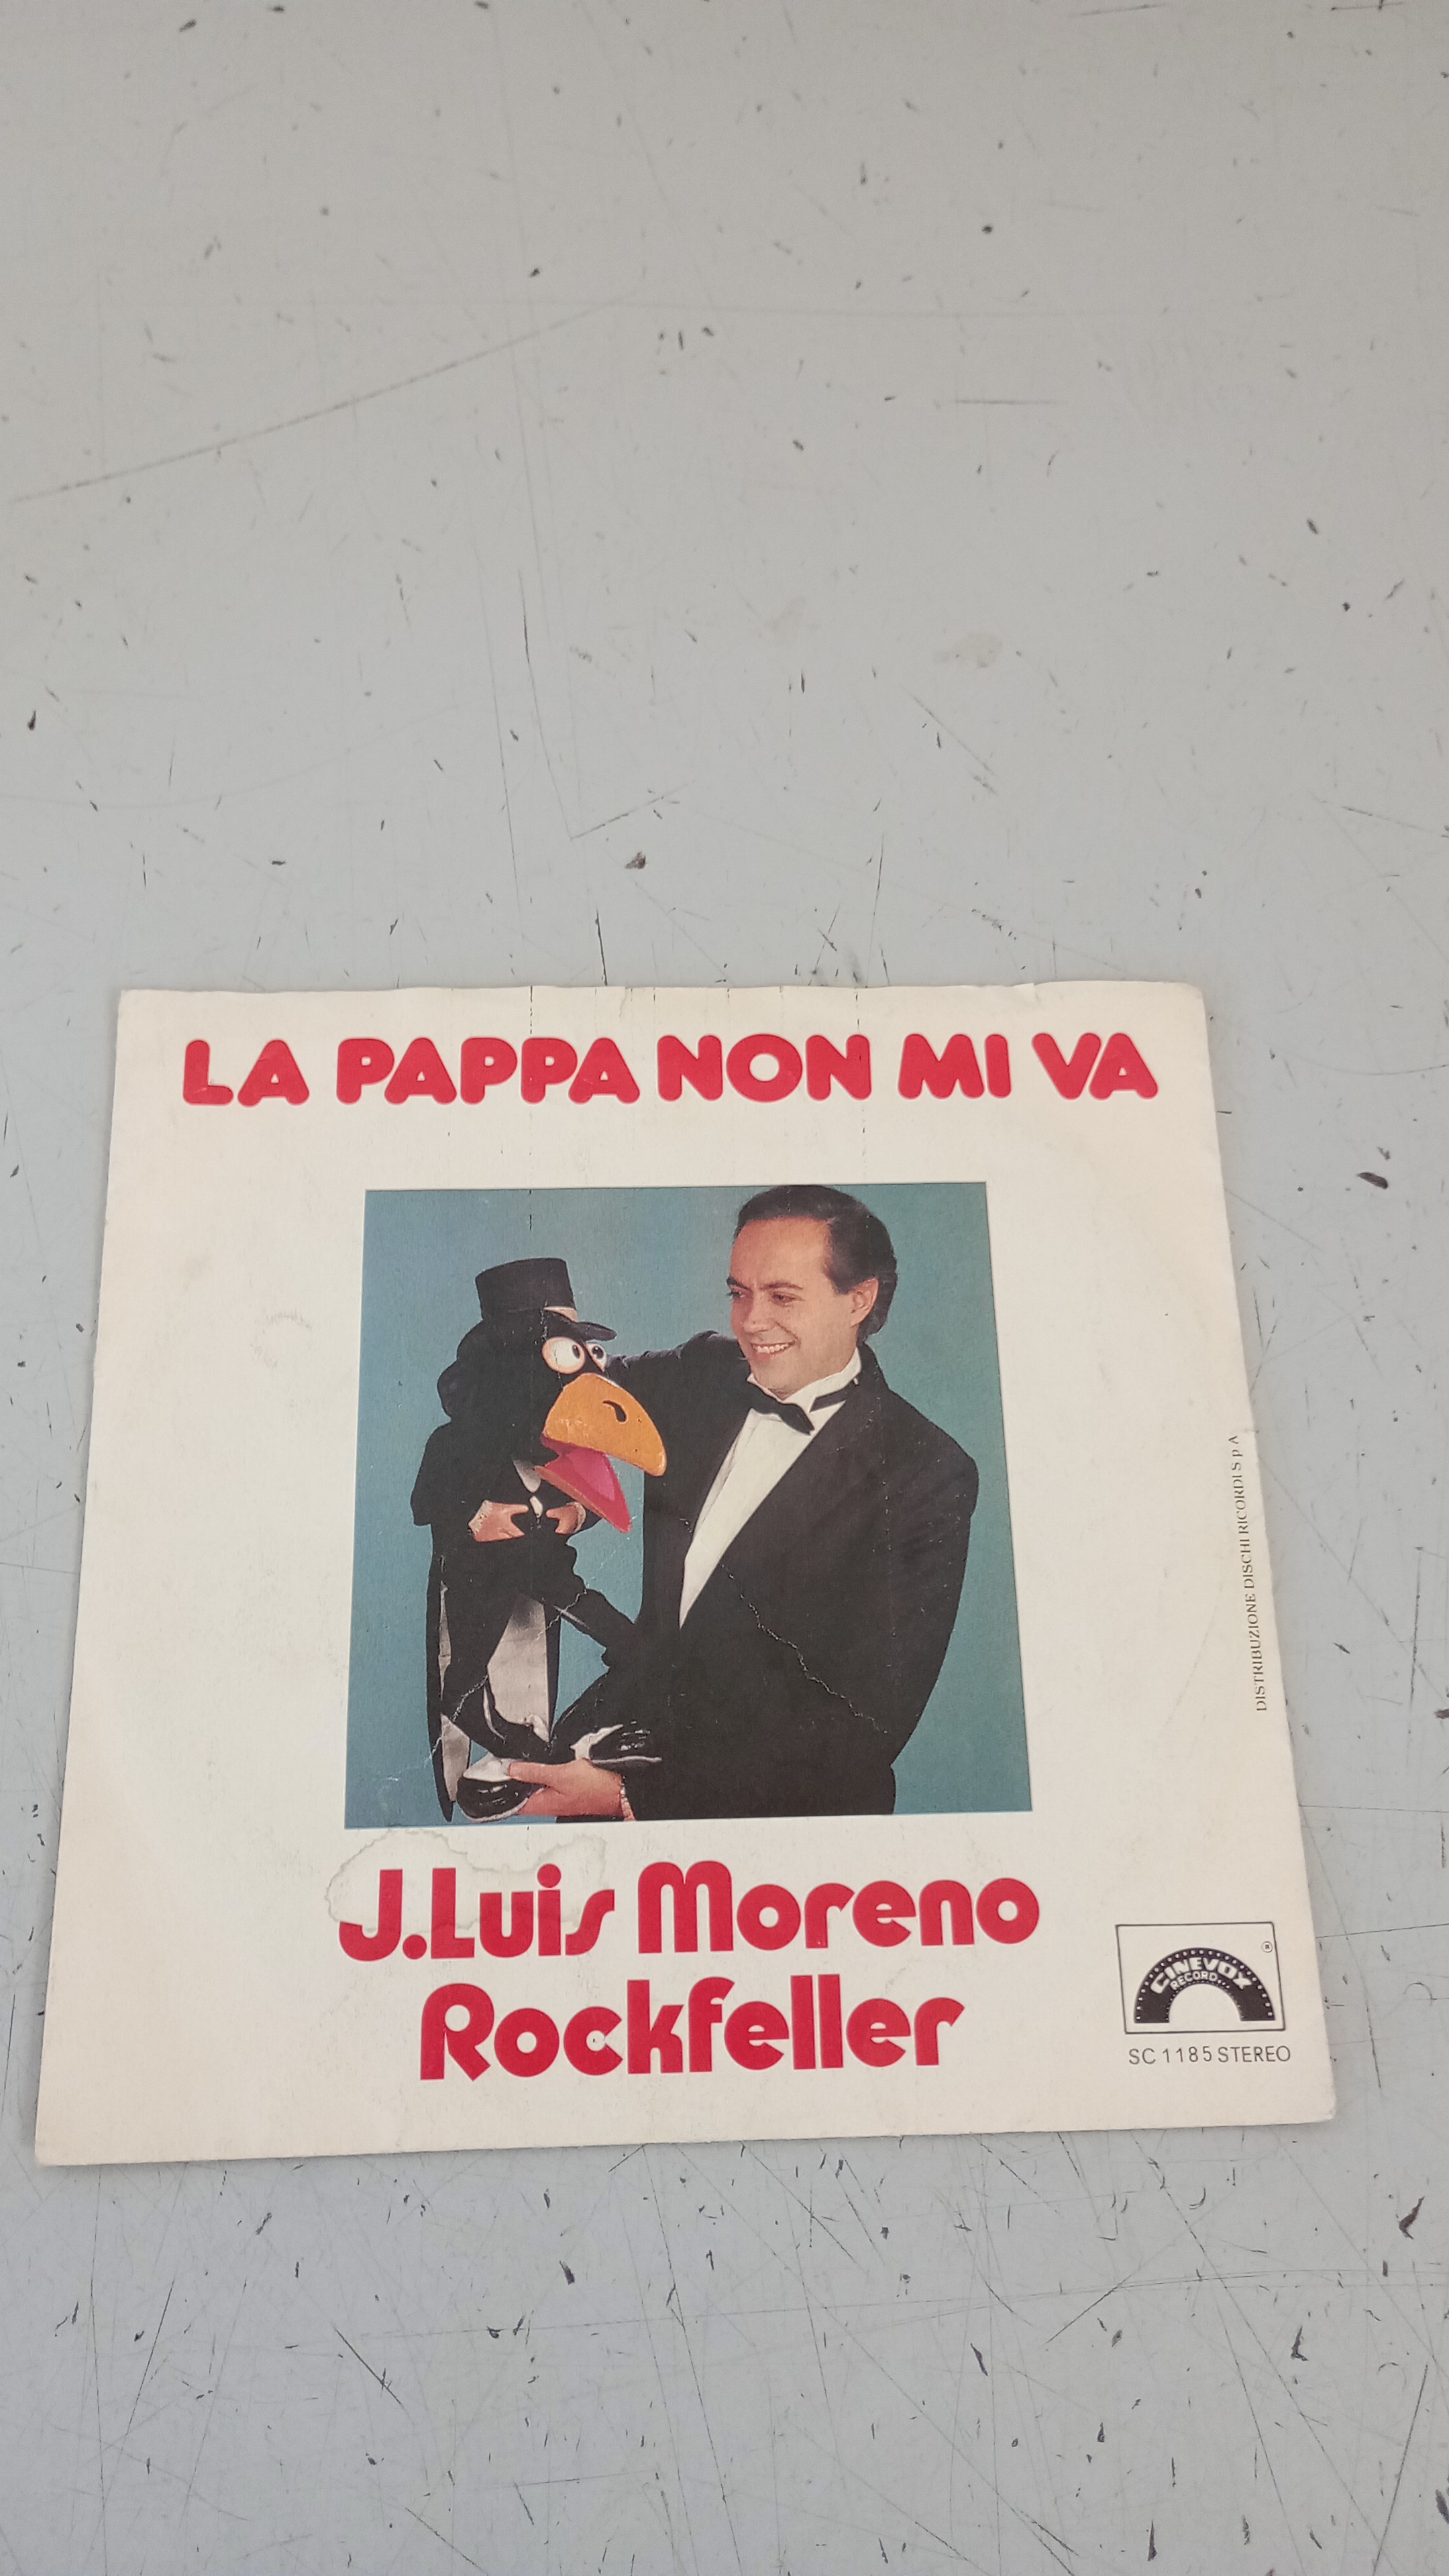 LA PAPPA NON MI VA
DISTRIBUZIONE DISCHI RICORDI S p A
J.Luis Moreno
Rockfeller
CINEVOX
RECORD
®
SC 1185 STEREO